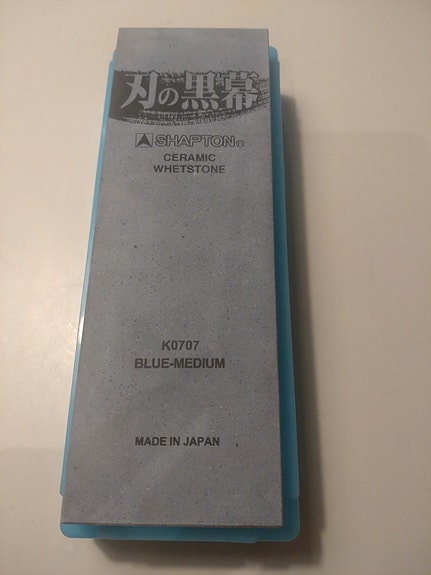 刃の黒幕
SHAPTON®
CERAMIC
WHETSTONE
K0707
BLUE-MEDIUM
MADE IN JAPAN